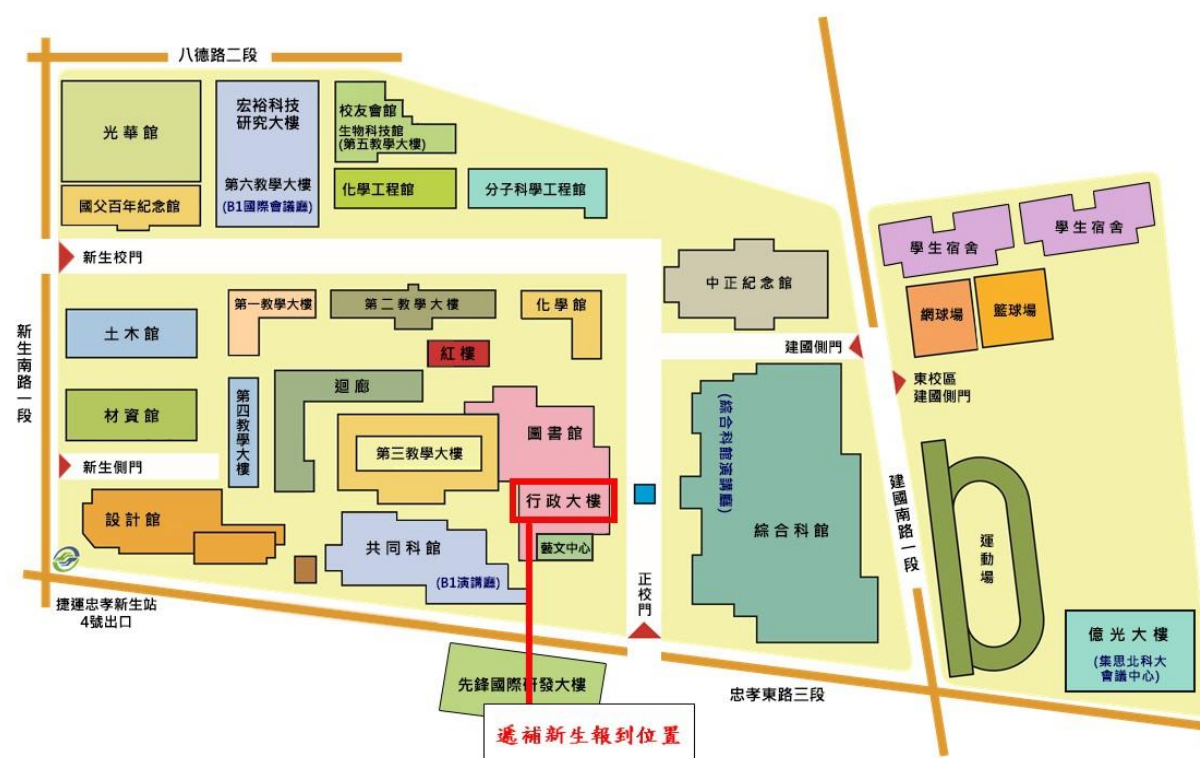 八德路二段
光華館
宏裕科技
研究大樓
第六教學大樓
(B1國際會議廳)
校友會館
生物科技館
(第五教學大樓)
國父百年紀念館
化學工程館
分子科學工程館
新生校門
中正紀念館
學生宿舍
學生宿舍
網球場
籃球場
新生南路一段
土木館
第一教學大樓
第二教學大樓
化學館
紅樓
建國側門
東校區
建國側門
材資館
第四教學大樓
迴廊
第三教學大樓
圖書館
(綜合科館演講廳)
新生側門
行政大樓
設計館
共同科館
(B1演講廳)
藝文中心
綜合科館
建國南路一段
運動場
正校門
捷運忠孝新生站
4號出口
先鋒國際研發大樓
忠孝東路三段
億光大樓
(集思北科大
會議中心)
遞補新生報到位置